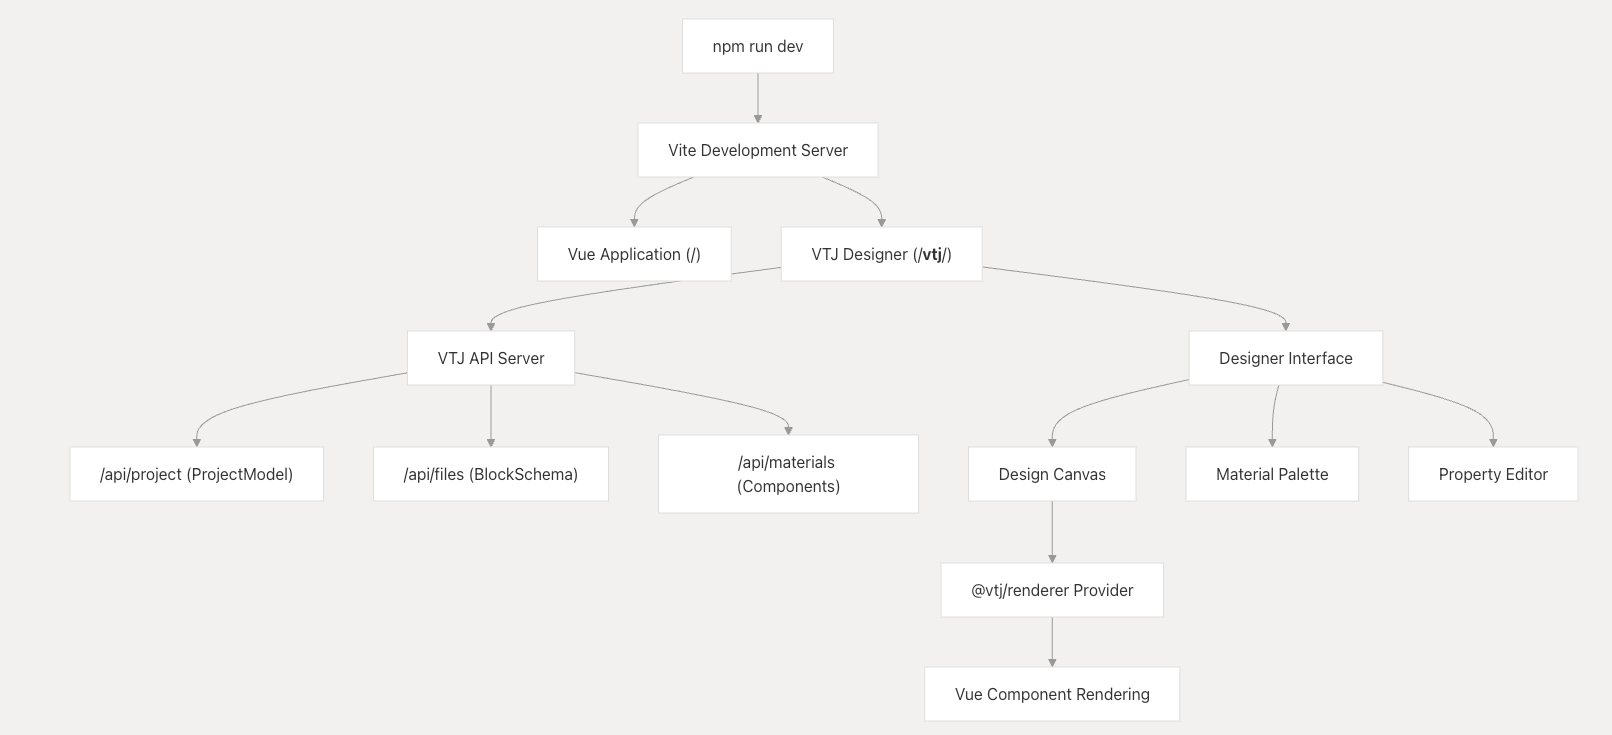 npm run dev
Vite Development Server
Vue Application (/)
VTJ Designer (/vtj/)
VTJ API Server
Designer Interface
/api/project (ProjectModel)
/api/files (BlockSchema)
/api/materials
(Components)
Design Canvas
Material Palette
Property Editor
@vtj/renderer Provider
Vue Component Rendering